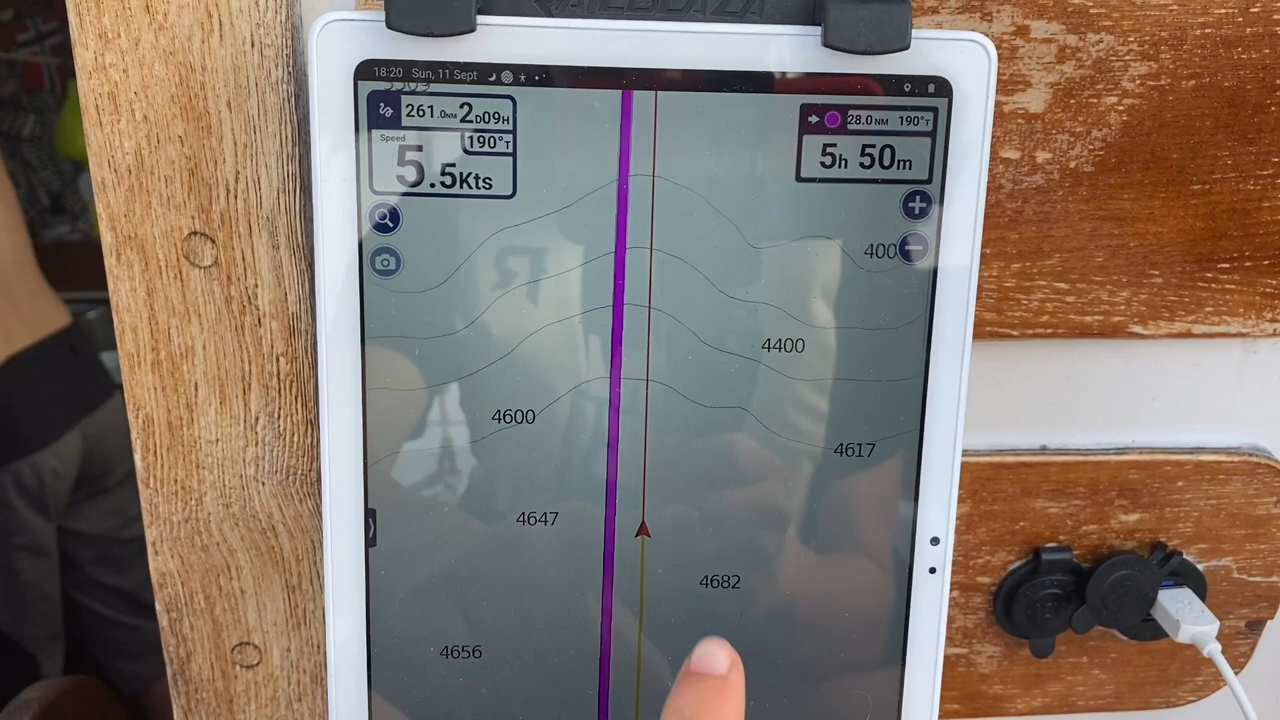 RAILBLAZA
18:20 Sun, 11 Sept
261.0NM 2D09H
Speed 190°T
5.5Kts
28.0NM 190°T
5h 50m
400
4400
4600
4617
4647
4682
4656